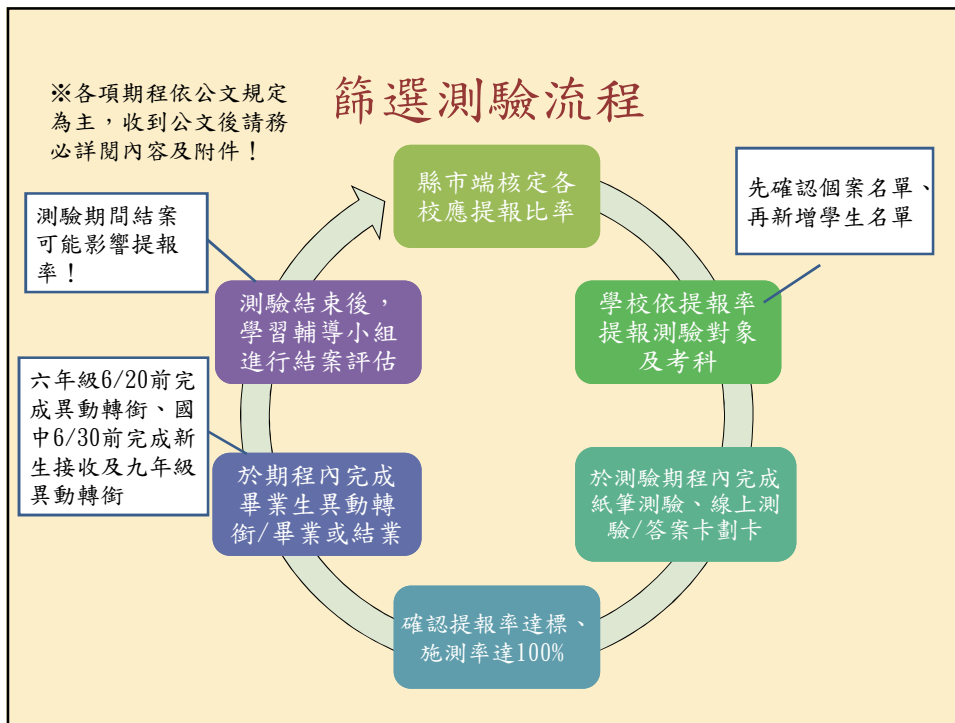 ※各項期程依公文規定
為主，收到公文後請務
必詳閱內容及附件！
篩選測驗流程
縣市端核定各
校應提報比率
先確認個案名單、
再新增學生名單
學校依提報率
提報測驗對象
及考科
於測驗期程內完成
紙筆測驗、線上測
驗/答案卡劃卡
確認提報率達標、
施測率達100%
於期程內完成
畢業生異動轉
銜/畢業或結業
六年級6/20前完
成異動轉銜、國
中6/30前完成新
生接收及九年級
異動轉銜
測驗結束後，
學習輔導小組
進行結案評估
測驗期間結案
可能影響提報
率！